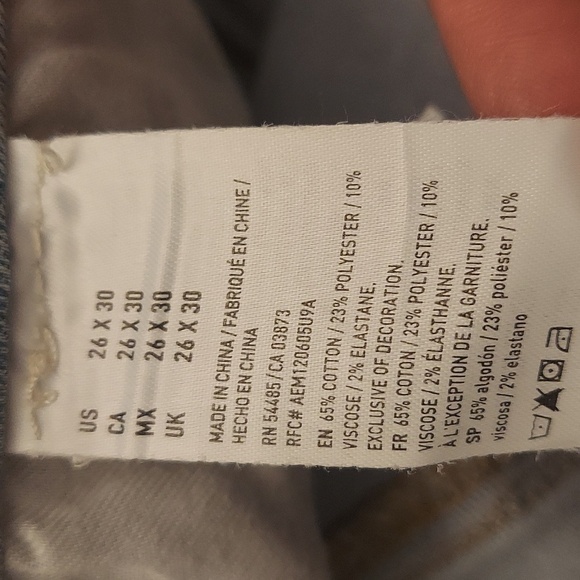 US 26 X 30
CA 26 X 30
MX 26 X 30
UK 26 X 30
MADE IN CHINA / FABRIQUÉ EN CHINE /
HECHO EN CHINA
RN 54485 / CA 03873
RFC# AEM120605U9A
EN 65% COTTON / 23% POLYESTER / 10%
VISCOSE / 2% ELASTANE.
EXCLUSIVE OF DECORATION.
FR 65% COTON / 23% POLYESTER / 10%
VISCOSE / 2% ÉLASTHANNE.
A L'EXCEPTION DE LA GARNITURE.
SP 65% algodón / 23% poliéster / 10%
viscosa / 2% elastano